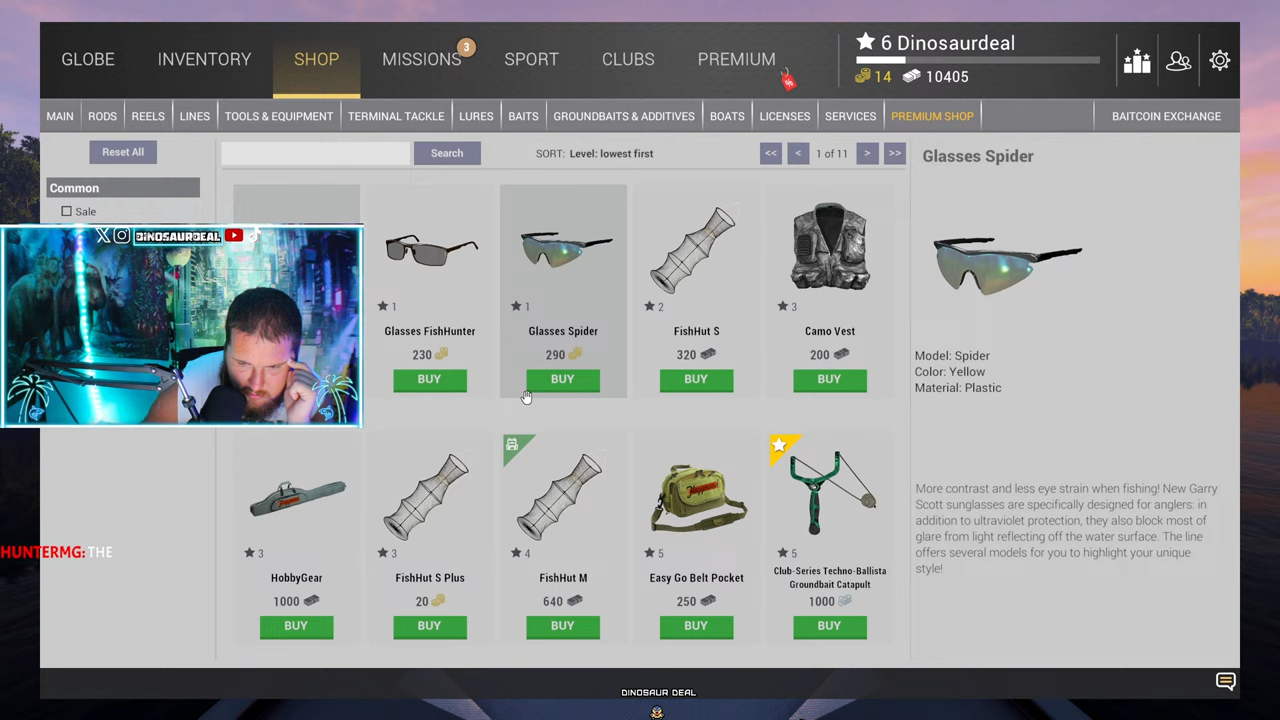 GLOBE
INVENTORY
SHOP
MISSIONS
3
SPORT
CLUBS
PREMIUM
%
6 Dinosaurdeal
14
10405
MAIN
RODS
REELS
LINES
TOOLS & EQUIPMENT
TERMINAL TACKLE
LURES
BAITS
GROUNDBAITS & ADDITIVES
BOATS
LICENSES
SERVICES
PREMIUM SHOP
BAITCOIN EXCHANGE
Reset All
Search
SORT: Level: lowest first
<<
<
1 of 11
>
>>
Common
Sale
DINOSAURDEAL
HUNTERMG: THE
1
Glasses FishHunter
230
BUY
1
Glasses Spider
290
BUY
2
FishHut S
320
BUY
3
Camo Vest
200
BUY
3
HobbyGear
1000
BUY
3
FishHut S Plus
20
BUY
4
FishHut M
640
BUY
5
Easy Go Belt Pocket
250
BUY
5
Club-Series Techno-Ballista
Groundbait Catapult
1000
BUY
Glasses Spider
Model: Spider
Color: Yellow
Material: Plastic
More contrast and less eye strain when fishing! New Garry
Scott sunglasses are specifically designed for anglers: in
addition to ultraviolet protection, they also block most of
glare from light reflecting off the water surface. The line
offers several models for you to highlight your unique
style!
DINOSAUR DEAL